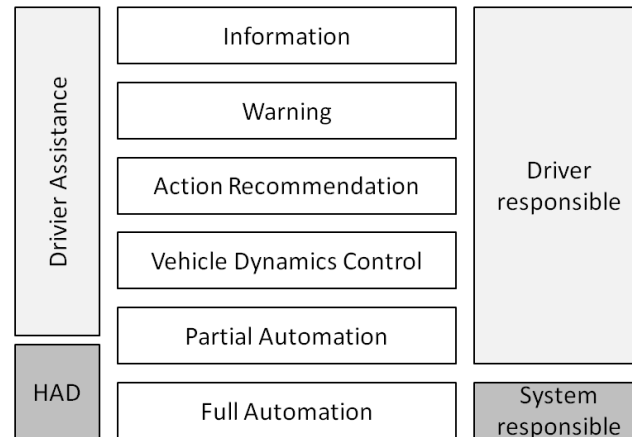 Drivier Assistance
HAD
Information
Warning
Action Recommendation
Vehicle Dynamics Control
Partial Automation
Full Automation
Driver
responsible
System
responsible